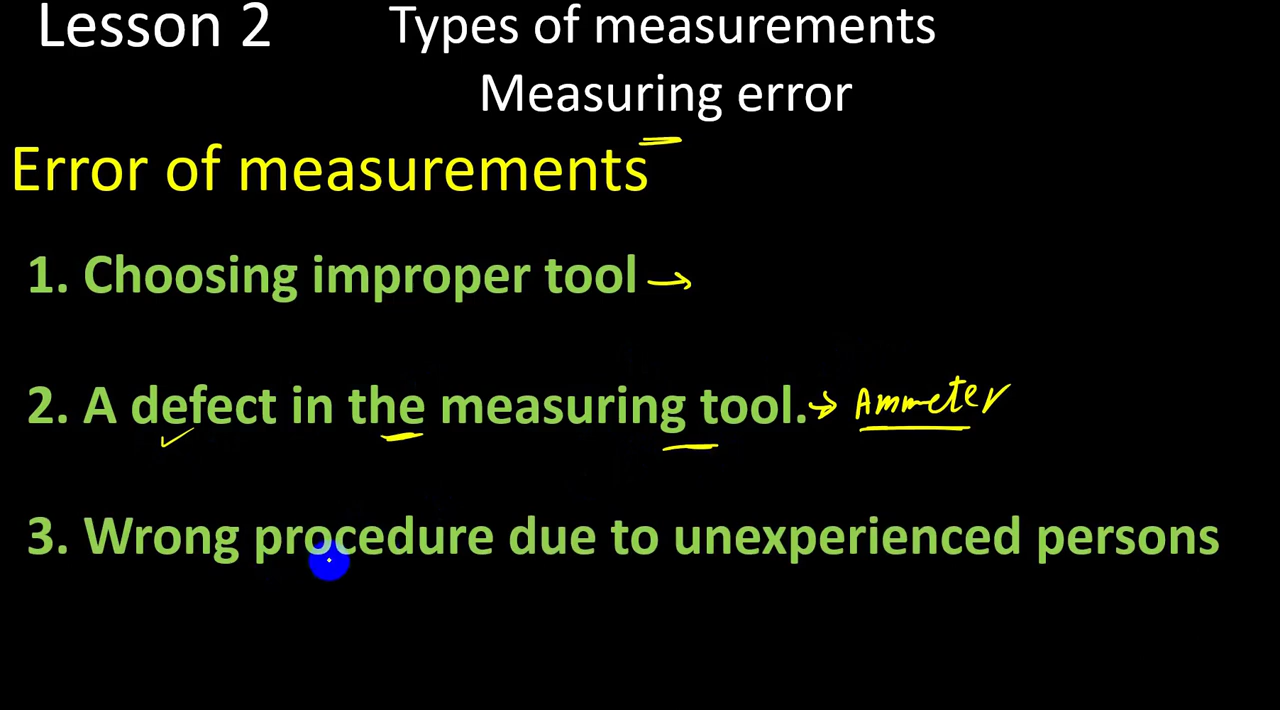 Lesson 2 Types of measurements
Measuring error
Error of measurements
1. Choosing improper tool →
2. A defect in the measuring tool. → Ammeter
3. Wrong procedure due to unexperienced persons